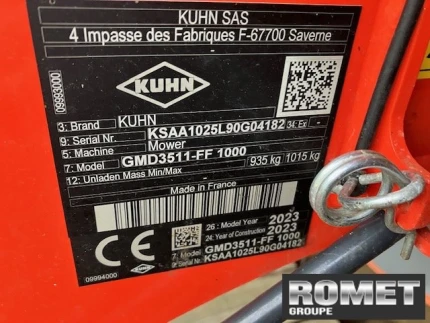 KUHN SAS
4 Impasse des Fabriques F-67700 Saverne
KUHN
09993000
3: Brand KUHN
9: Serial Nr. KSAA1025L90G04182 34: Ex -
5: Machine Mower
7: Model GMD3511-FF 1000
12: Unladen Mass Min/Max 935 kg 1015 kg
Made in France
CE
26 : Model Year 2023
24: Year of Construction 2023
7: Model GMD3511-FF 1000
9: Serial Nr. KSAA1025L90G04182
09994000
ROMET
GROUPE